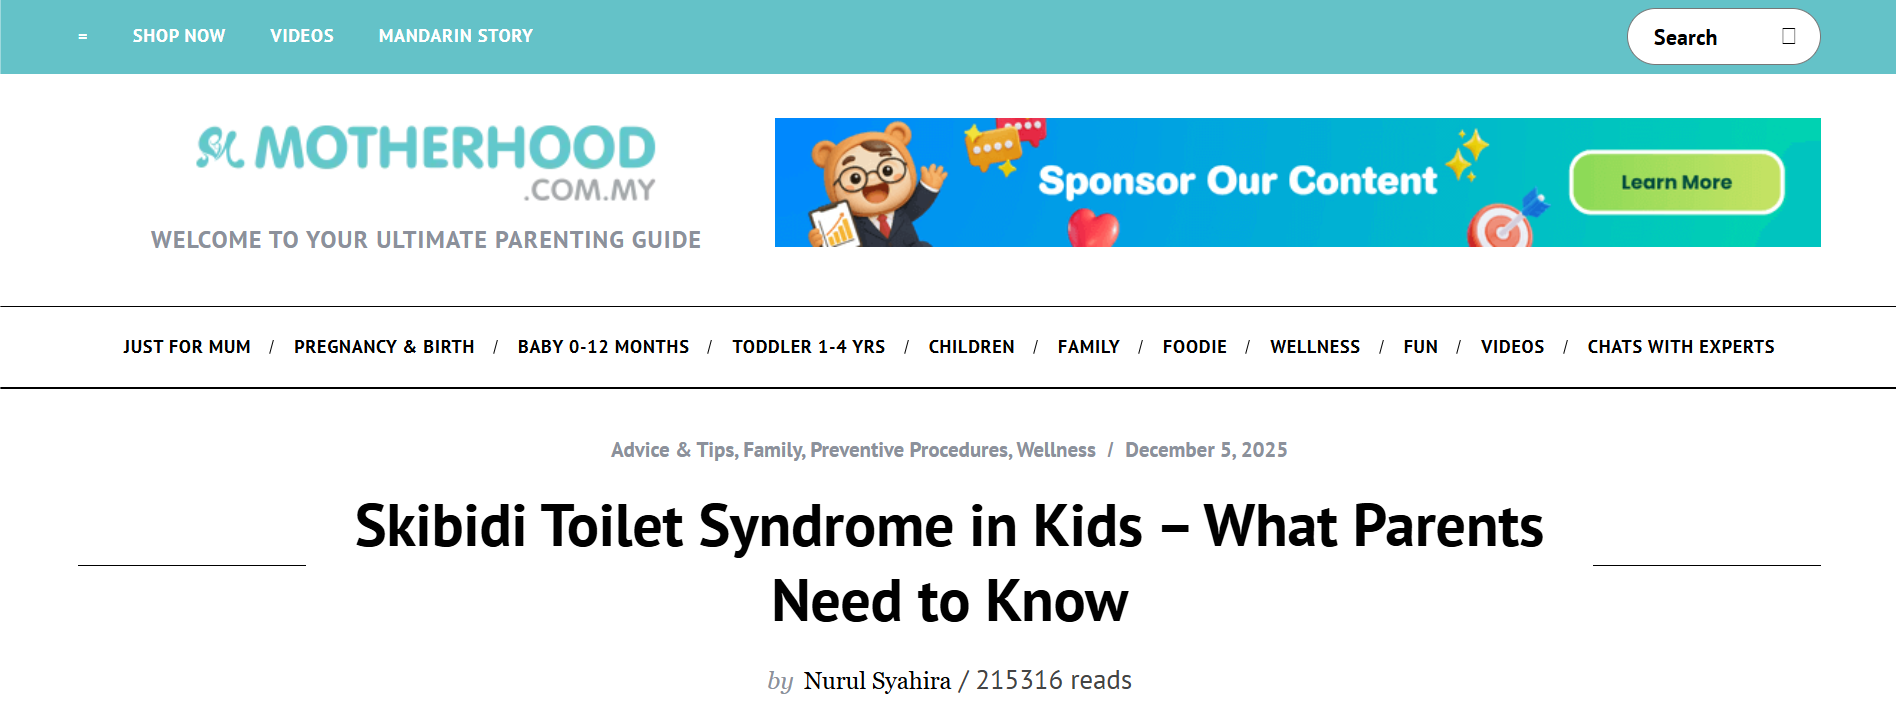 = SHOP NOW VIDEOS MANDARIN STORY Search
MOTHERHOOD
.COM.MY
WELCOME TO YOUR ULTIMATE PARENTING GUIDE
Sponsor Our Content Learn More
JUST FOR MUM / PREGNANCY & BIRTH / BABY 0-12 MONTHS / TODDLER 1-4 YRS / CHILDREN / FAMILY / FOODIE / WELLNESS / FUN / VIDEOS / CHATS WITH EXPERTS
Advice & Tips, Family, Preventive Procedures, Wellness / December 5, 2025
Skibidi Toilet Syndrome in Kids – What Parents
Need to Know
by Nurul Syahira / 215316 reads